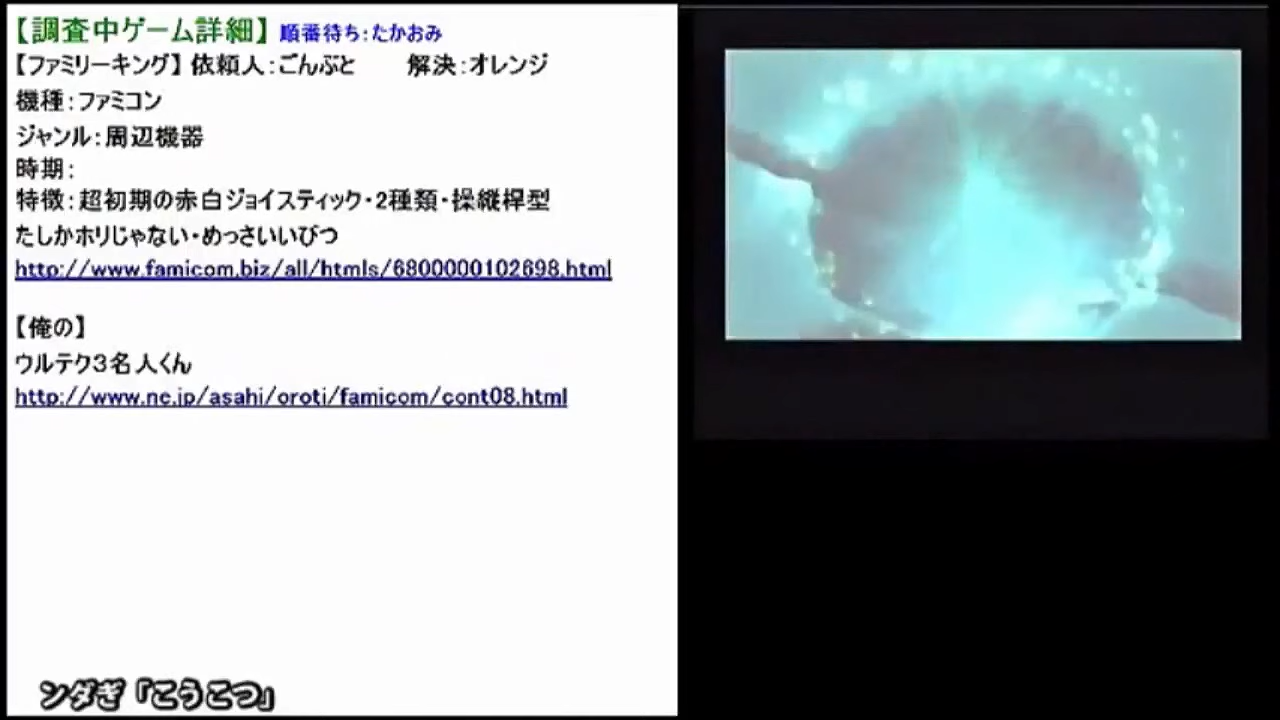 【調査中ゲーム詳細】 順番待ち：たかおみ
【ファミリーキング】 依頼人：ごんぶと　　解決：オレンジ
機種：ファミコン
ジャンル：周辺機器
時期：
特徴：超初期の赤白ジョイスティック・2種類・操縦桿型
たしかホリじゃない・めっさいいびつ
http://www.famicom.biz/all/htmls/6800000102698.html
【俺の】
ウルテク３名人くん
http://www.ne.jp/asahi/oroti/famicom/cont08.html
ンダぎ「こうこつ」